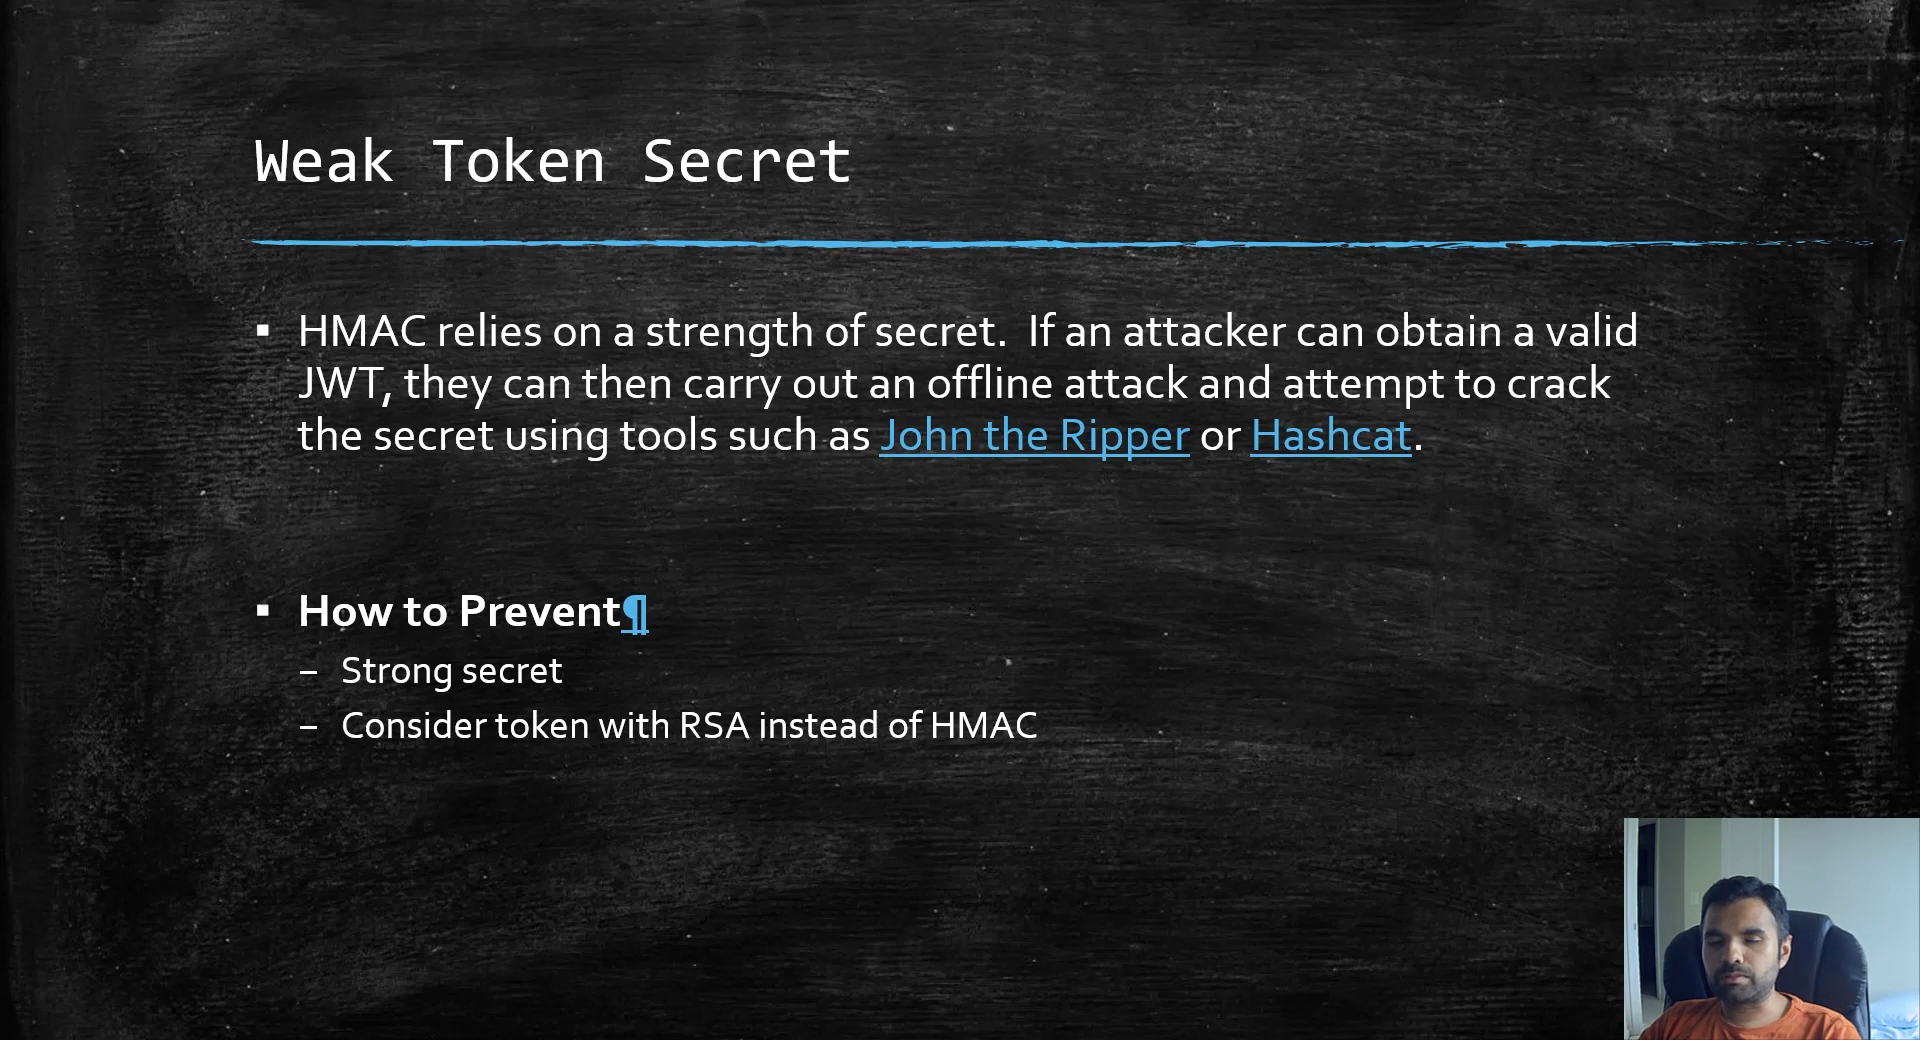 Weak Token Secret
▪ HMAC relies on a strength of secret.  If an attacker can obtain a valid
JWT, they can then carry out an offline attack and attempt to crack
the secret using tools such as John the Ripper or Hashcat.
▪ How to Prevent¶
– Strong secret
– Consider token with RSA instead of HMAC